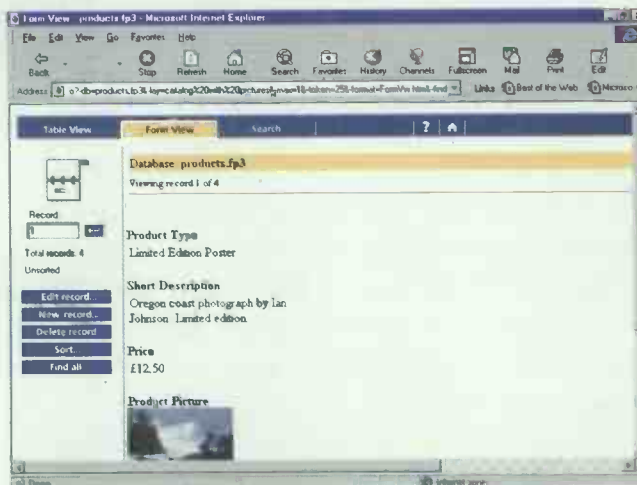 Form View products.fp3 - Microsoft Internet Explorer
File Edit View Go Favorites Help
Back Stop Refresh Home Search Favorites History Channels Fullscreen Mail Print Edit
Address Links Best of the Web
Table View Form View Search ?
Database products.fp3
Viewing record 1 of 4
Record
1
Total records: 4
Unsorted
Edit record...
New record...
Delete record
Sort...
Find all
Product Type
Limited Edition Poster
Short Description
Oregon coast photograph by Ian
Johnson Limited edition
Price
£12.50
Product Picture
Internet zone